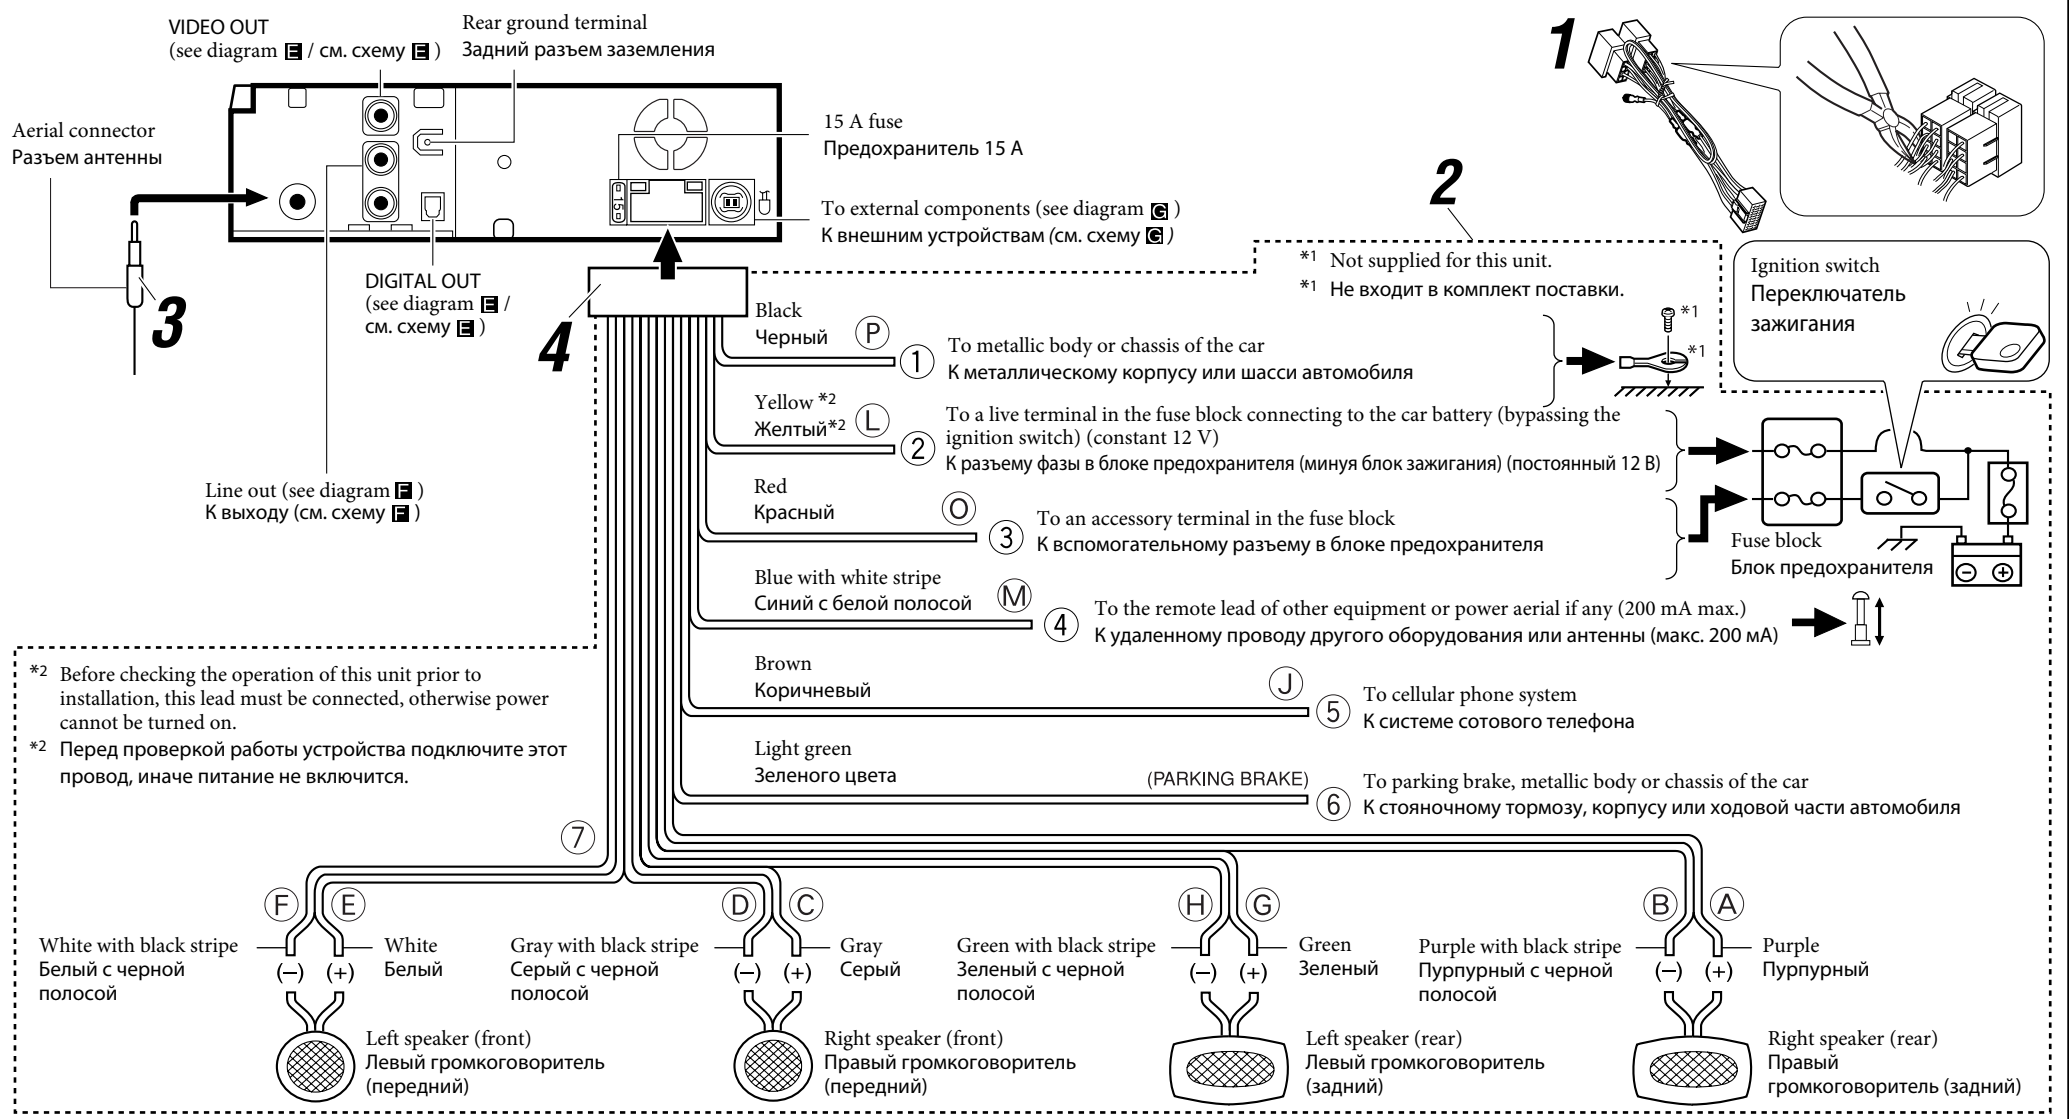 VIDEO OUT
(see diagram E / см. схему E )
Rear ground terminal
Задний разъем заземления
1
Aerial connector
Разъем антенны
15 A fuse
Предохранитель 15 A
15
2
To external components (see diagram G )
К внешним устройствам (см. схему G )
DIGITAL OUT
(see diagram E /
см. схему E )
3
4
*1 Not supplied for this unit.
*1 Не входит в комплект поставки.
Ignition switch
Переключатель
зажигания
*1
*1
Black
Черный
P
1
To metallic body or chassis of the car
К металлическому корпусу или шасси автомобиля
Yellow *2
Желтый*2
L
2
To a live terminal in the fuse block connecting to the car battery (bypassing the
ignition switch) (constant 12 V)
К разъему фазы в блоке предохранителя (минуя блок зажигания) (постоянный 12 В)
Line out (see diagram F )
К выходу (см. схему F )
Red
Красный
O
3
To an accessory terminal in the fuse block
К вспомогательному разъему в блоке предохранителя
Fuse block
Блок предохранителя
Blue with white stripe
Синий с белой полосой
M
4
To the remote lead of other equipment or power aerial if any (200 mA max.)
К удаленному проводу другого оборудования или антенны (макс. 200 мА)
*2 Before checking the operation of this unit prior to
installation, this lead must be connected, otherwise power
cannot be turned on.
*2 Перед проверкой работы устройства подключите этот
провод, иначе питание не включится.
Brown
Коричневый
J
5
To cellular phone system
К системе сотового телефона
Light green
Зеленого цвета
(PARKING BRAKE)
6
To parking brake, metallic body or chassis of the car
К стояночному тормозу, корпусу или ходовой части автомобиля
7
F
E
D
C
H
G
B
A
White with black stripe
Белый с черной
полосой
White
Белый
(–) (+)
Gray with black stripe
Серый с черной
полосой
Gray
Серый
(–) (+)
Green with black stripe
Зеленый с черной
полосой
Green
Зеленый
(–) (+)
Purple with black stripe
Пурпурный с черной
полосой
Purple
Пурпурный
(–) (+)
Left speaker (front)
Левый громкоговоритель
(передний)
Right speaker (front)
Правый громкоговоритель
(передний)
Left speaker (rear)
Левый громкоговоритель
(задний)
Right speaker (rear)
Правый
громкоговоритель (задний)